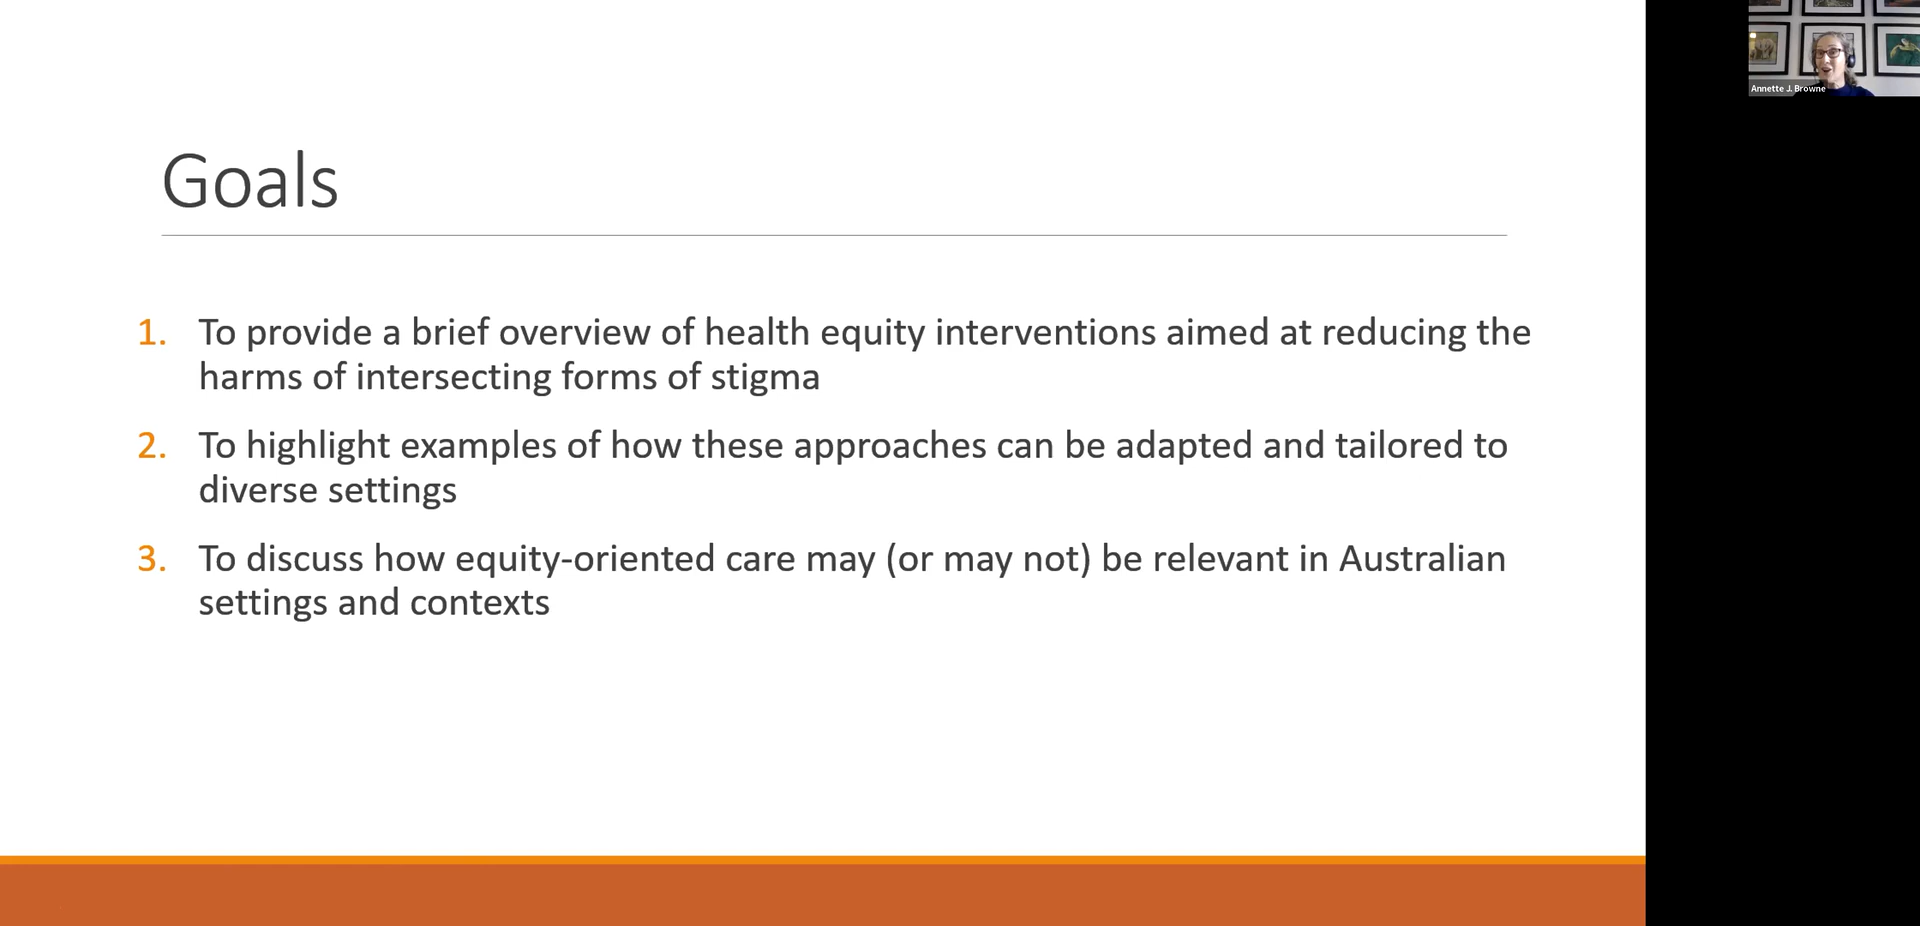 Goals
1. To provide a brief overview of health equity interventions aimed at reducing the
harms of intersecting forms of stigma
2. To highlight examples of how these approaches can be adapted and tailored to
diverse settings
3. To discuss how equity-oriented care may (or may not) be relevant in Australian
settings and contexts
Annette J. Browne